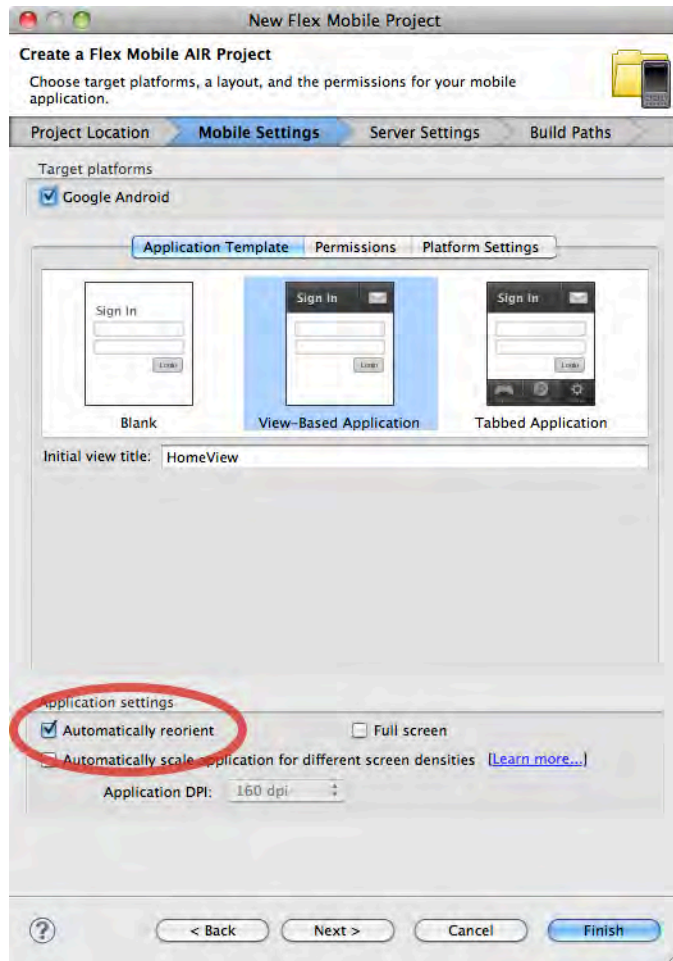 New Flex Mobile Project
Create a Flex Mobile AIR Project
Choose target platforms, a layout, and the permissions for your mobile
application.
Project Location Mobile Settings Server Settings Build Paths
Target platforms
Google Android
Application Template Permissions Platform Settings
Sign In
Sign In
Sign In
Login
Login
Login
Blank View-Based Application Tabbed Application
Initial view title: HomeView
Application settings
Automatically reorient Full screen
Automatically scale application for different screen densities [Learn more...]
Application DPI: 160 dpi
? < Back Next > Cancel Finish